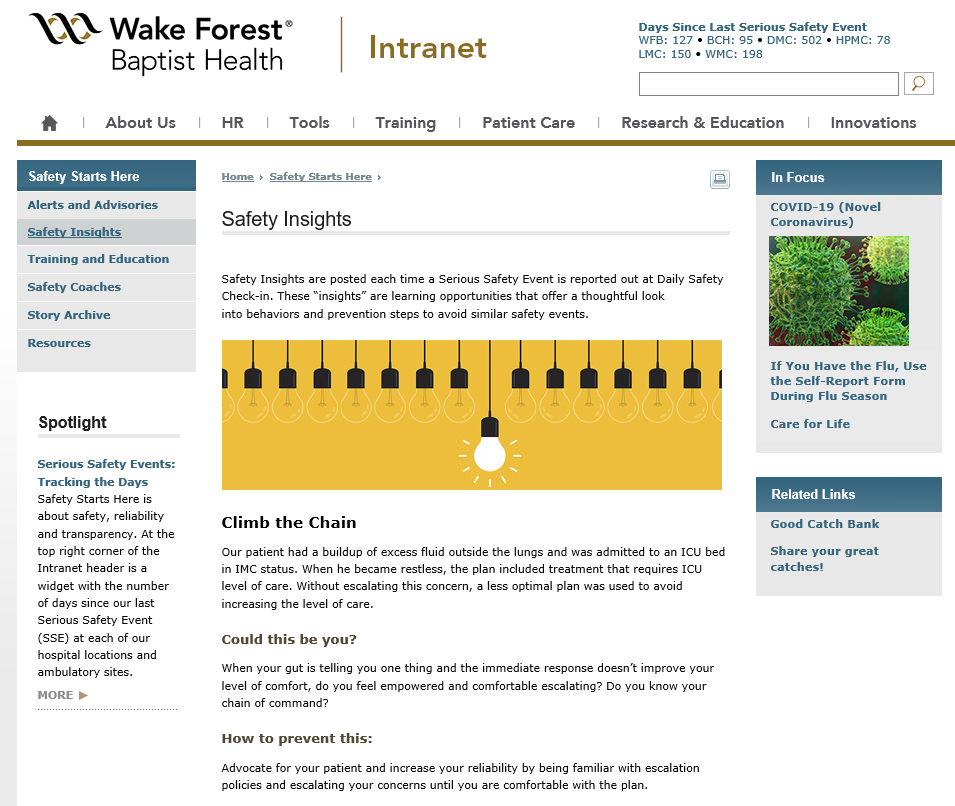 Wake Forest®
Baptist Health
Intranet
Days Since Last Serious Safety Event
WFB: 127 • BCH: 95 • DMC: 502 • HPMC: 78
LMC: 150 • WMC: 198
About Us | HR | Tools | Training | Patient Care | Research & Education | Innovations
Safety Starts Here
Alerts and Advisories
Safety Insights
Training and Education
Safety Coaches
Story Archive
Resources
Spotlight
Serious Safety Events:
Tracking the Days
Safety Starts Here is
about safety, reliability
and transparency. At the
top right corner of the
Intranet header is a
widget with the number
of days since our last
Serious Safety Event
(SSE) at each of our
hospital locations and
ambulatory sites.
MORE ▶
Home › Safety Starts Here ›
Safety Insights
Safety Insights are posted each time a Serious Safety Event is reported out at Daily Safety
Check-in. These “insights” are learning opportunities that offer a thoughtful look
into behaviors and prevention steps to avoid similar safety events.
Climb the Chain
Our patient had a buildup of excess fluid outside the lungs and was admitted to an ICU bed
in IMC status. When he became restless, the plan included treatment that requires ICU
level of care. Without escalating this concern, a less optimal plan was used to avoid
increasing the level of care.
Could this be you?
When your gut is telling you one thing and the immediate response doesn’t improve your
level of comfort, do you feel empowered and comfortable escalating? Do you know your
chain of command?
How to prevent this:
Advocate for your patient and increase your reliability by being familiar with escalation
policies and escalating your concerns until you are comfortable with the plan.
In Focus
COVID-19 (Novel
Coronavirus)
If You Have the Flu, Use
the Self-Report Form
During Flu Season
Care for Life
Related Links
Good Catch Bank
Share your great
catches!